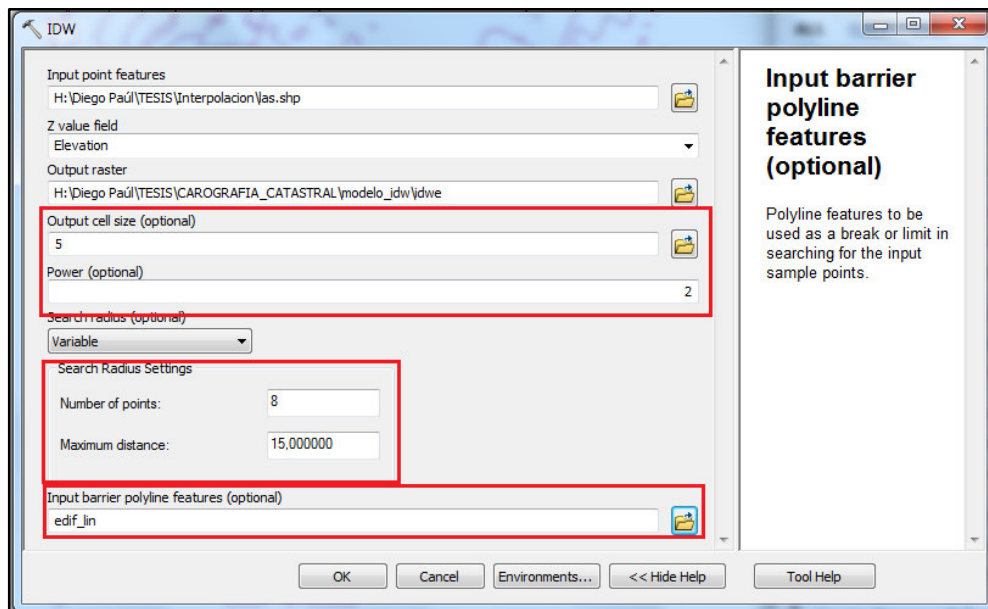 IDW
Input point features
H:\Diego Paúl\TESIS\Interpolacion\las.shp
Z value field
Elevation
Output raster
H:\Diego Paúl\TESIS\CAROGRAFIA_CATASTRAL\modelo_idw\idwe
Output cell size (optional)
5
Power (optional)
2
Search radius (optional)
Variable
Search Radius Settings
Number of points:
8
Maximum distance:
15,000000
Input barrier polyline features (optional)
edif_lin
OK
Cancel
Environments...
<< Hide Help
Tool Help
Input barrier
polyline
features
(optional)
Polyline features to be
used as a break or limit in
searching for the input
sample points.